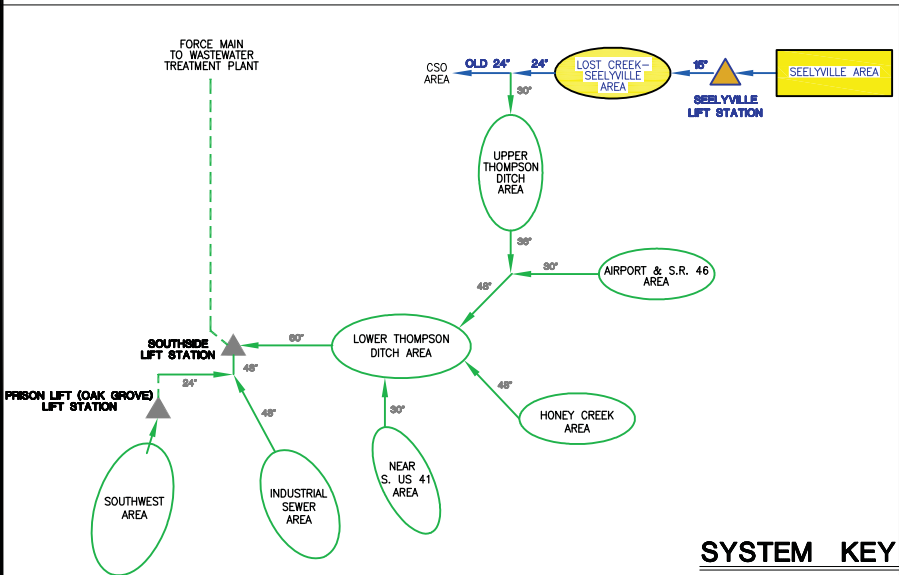 FORCE MAIN
TO WASTEWATER
TREATMENT PLANT
CSO
AREA
OLD 24"
24"
LOST CREEK-
SEELYVILLE
AREA
15"
SEELYVILLE
LIFT STATION
SEELYVILLE AREA
30"
UPPER
THOMPSON
DITCH
AREA
36"
30"
AIRPORT & S.R. 46
AREA
48"
SOUTHSIDE
LIFT STATION
60"
LOWER THOMPSON
DITCH AREA
48"
24"
PRISON LIFT (OAK GROVE)
LIFT STATION
48"
30"
48"
HONEY CREEK
AREA
SOUTHWEST
AREA
INDUSTRIAL
SEWER
AREA
NEAR
S. US 41
AREA
SYSTEM KEY